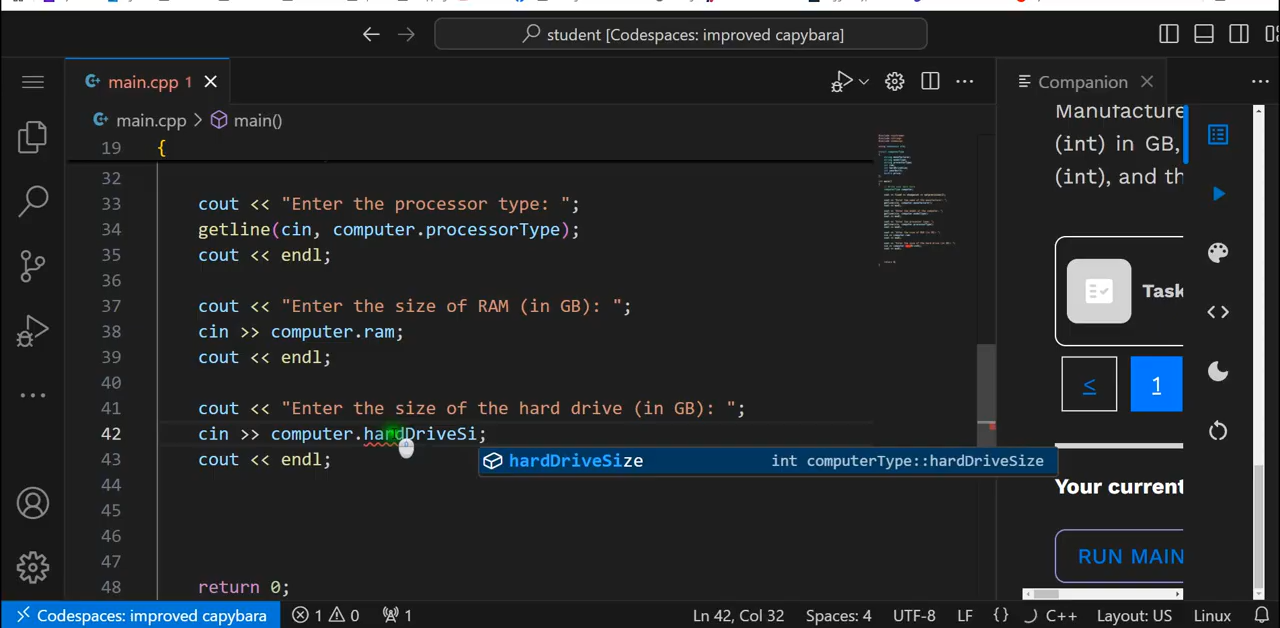 student [Codespaces: improved capybara]
main.cpp 1
Companion
main.cpp > main()
19 {
32
33 cout << "Enter the processor type: ";
34 getline(cin, computer.processorType);
35 cout << endl;
36
37 cout << "Enter the size of RAM (in GB): ";
38 cin >> computer.ram;
39 cout << endl;
40
41 cout << "Enter the size of the hard drive (in GB): ";
42 cin >> computer.hardDriveSi;
hardDriveSize int computerType::hardDriveSize
43 cout << endl;
44
45
46
47
48 return 0;
Manufacture
(int) in GB,
(int), and th
Task
≤ 1
Your current
RUN MAIN
Codespaces: improved capybara 1 0 1 Ln 42, Col 32 Spaces: 4 UTF-8 LF {} C++ Layout: US Linux